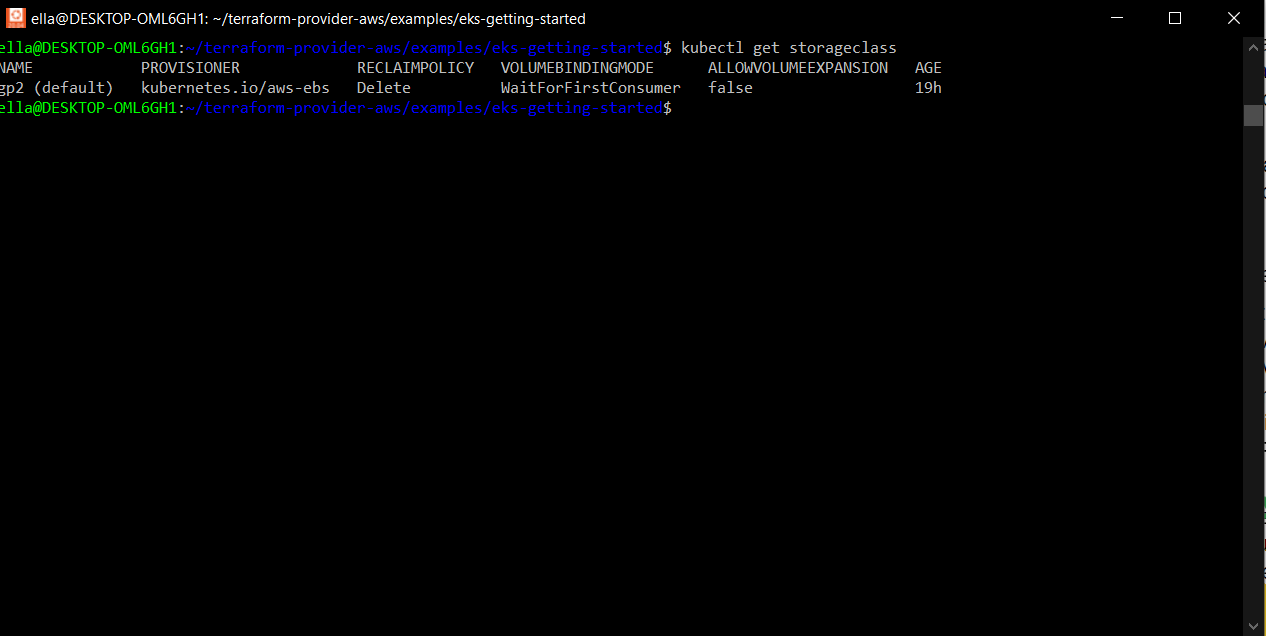 ella@DESKTOP-OML6GH1: ~/terraform-provider-aws/examples/eks-getting-started
ella@DESKTOP-OML6GH1:~/terraform-provider-aws/examples/eks-getting-started$ kubectl get storageclass
NAME PROVISIONER RECLAIMPOLICY VOLUMEBINDINGMODE ALLOWVOLUMEEXPANSION AGE
gp2 (default) kubernetes.io/aws-ebs Delete WaitForFirstConsumer false 19h
ella@DESKTOP-OML6GH1:~/terraform-provider-aws/examples/eks-getting-started$